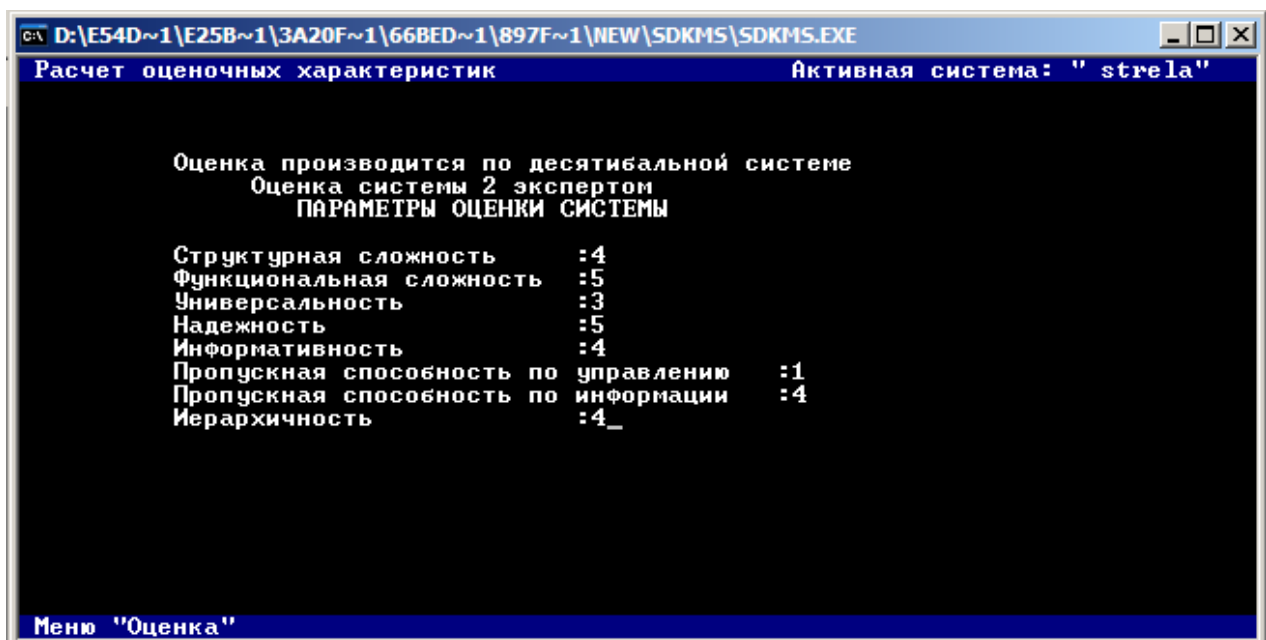 D:\E54D~1\E25B~1\3A20F~1\66BED~1\897F~1\NEW\SDKMS\SDKMS.EXE
Расчет оценочных характеристик Активная система: " strela"
Оценка производится по десятибальной системе
Оценка системы 2 экспертом
ПАРАМЕТРЫ ОЦЕНКИ СИСТЕМЫ
Структурная сложность :4
Функциональная сложность :5
Универсальность :3
Надежность :5
Информативность :4
Пропускная способность по управлению :1
Пропускная способность по информации :4
Иерархичность :4_
Меню "Оценка"